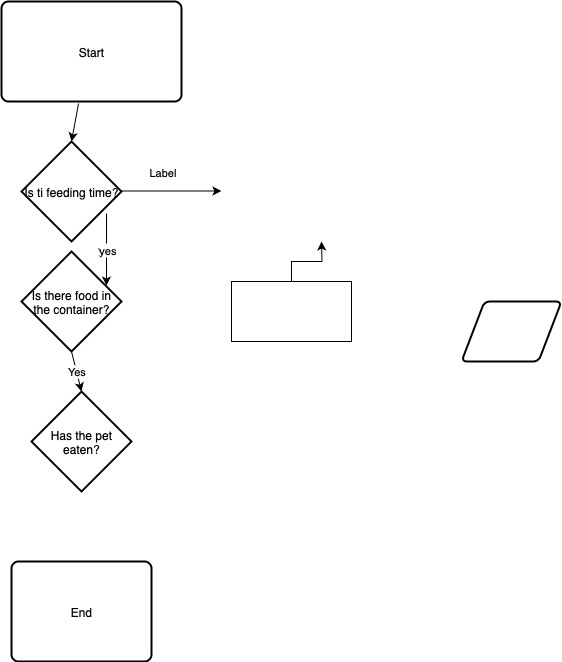 Start
Label
Is ti feeding time?
yes
Is there food in
the container?
Yes
Has the pet
eaten?
End